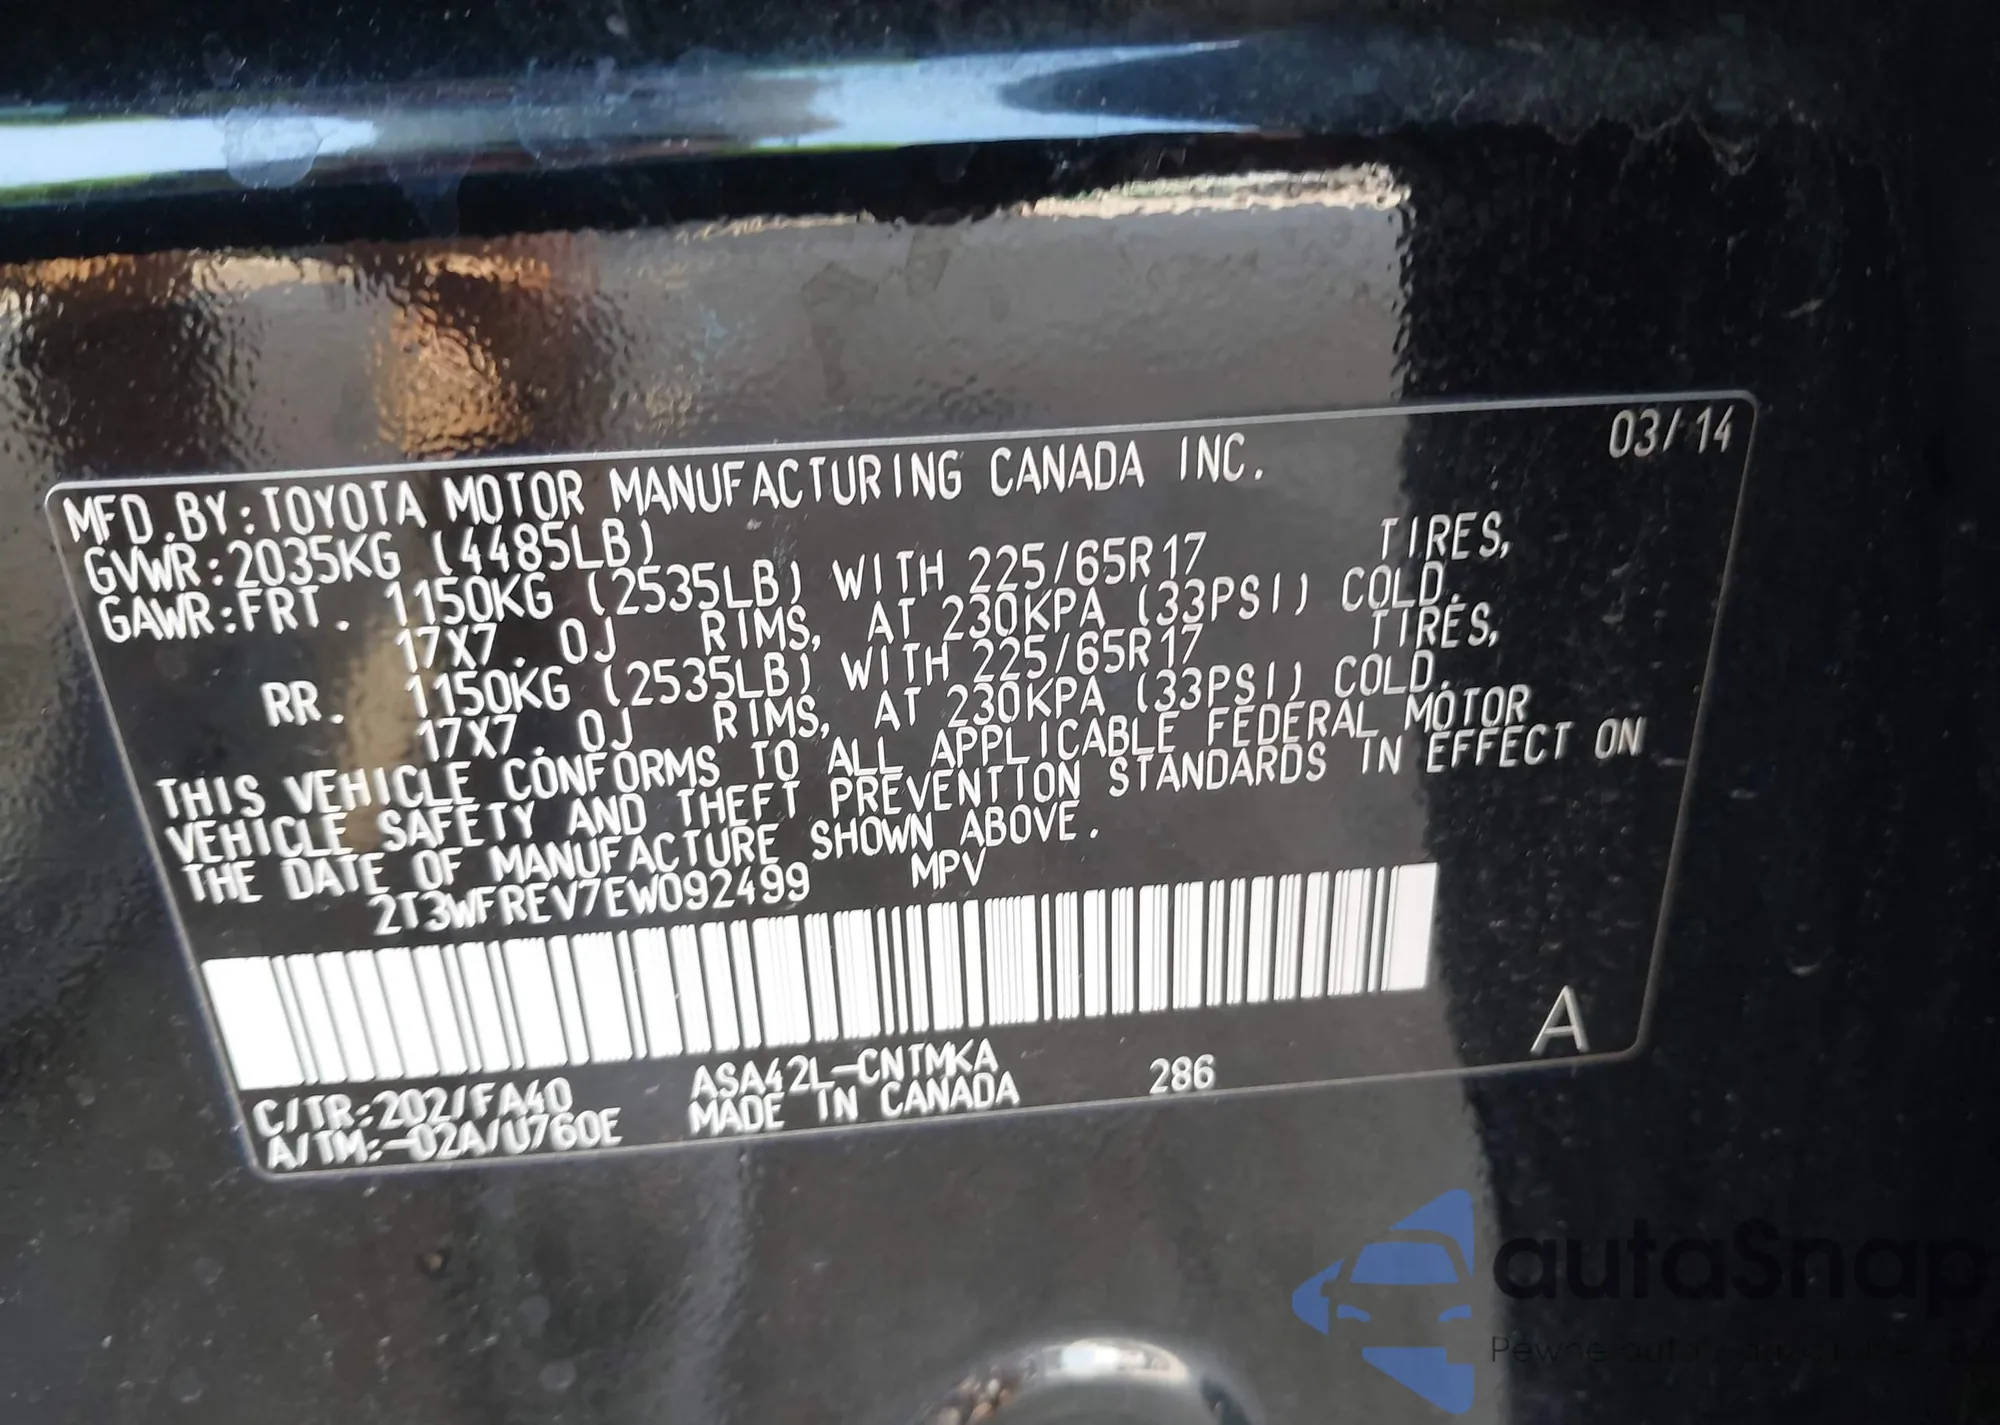 03/14
MFD.BY:TOYOTA MOTOR MANUFACTURING CANADA INC.
GVWR:2035KG (4485LB)
GAWR:FRT. 1150KG (2535LB) WITH 225/65R17 TIRES,
17X7.0J RIMS, AT 230KPA (33PSI) COLD.
RR. 1150KG (2535LB) WITH 225/65R17 TIRES,
17X7.0J RIMS, AT 230KPA (33PSI) COLD.
THIS VEHICLE CONFORMS TO ALL APPLICABLE FEDERAL MOTOR
VEHICLE SAFETY AND THEFT PREVENTION STANDARDS IN EFFECT ON
THE DATE OF MANUFACTURE SHOWN ABOVE.
2T3WFREV7EW092499 MPV
C/TR:202/FA40 ASA42L-CNTMKA 286 A
A/TM:-02A/U760E MADE IN CANADA
autaSnap
Pewne auta